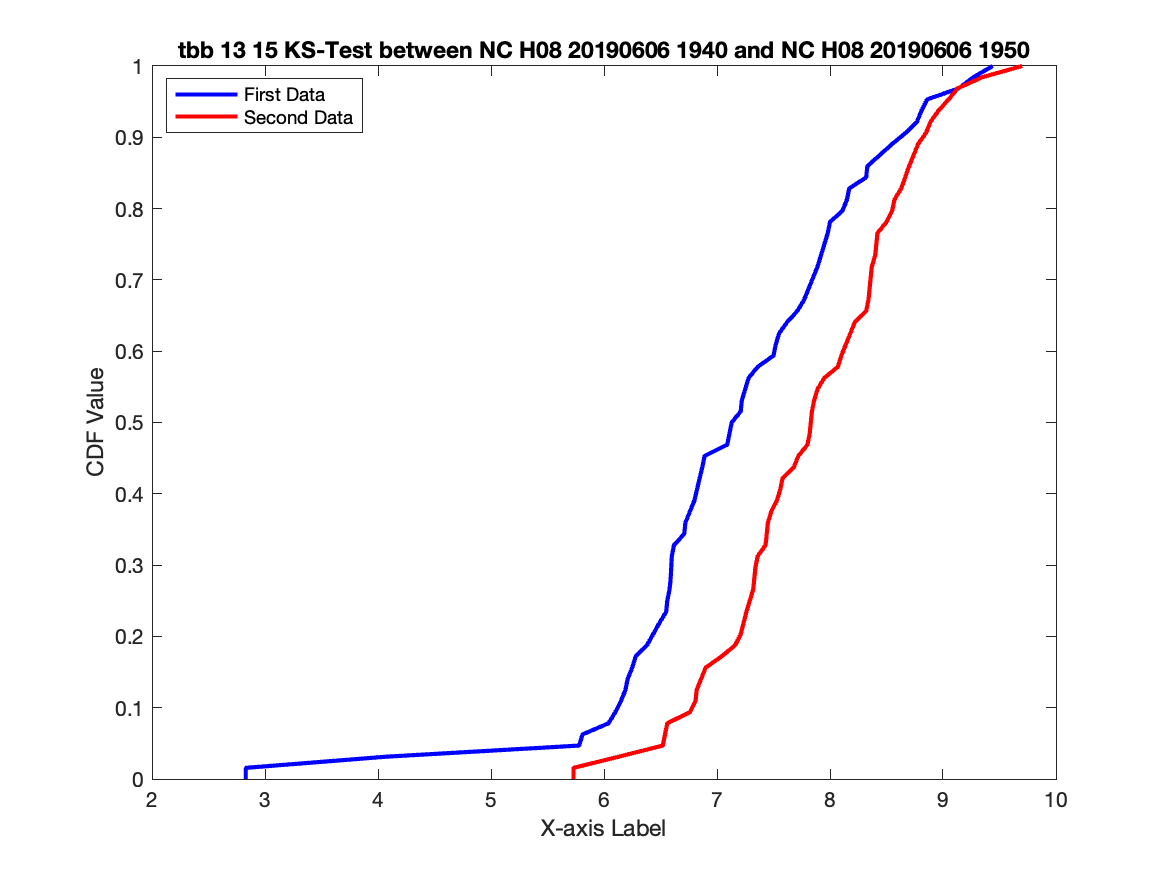 tbb 13 15 KS-Test between NC H08 20190606 1940 and NC H08 20190606 1950
First Data
Second Data
1
0.9
0.8
0.7
0.6
0.5
0.4
0.3
0.2
0.1
0
CDF Value
2 3 4 5 6 7 8 9 10
X-axis Label